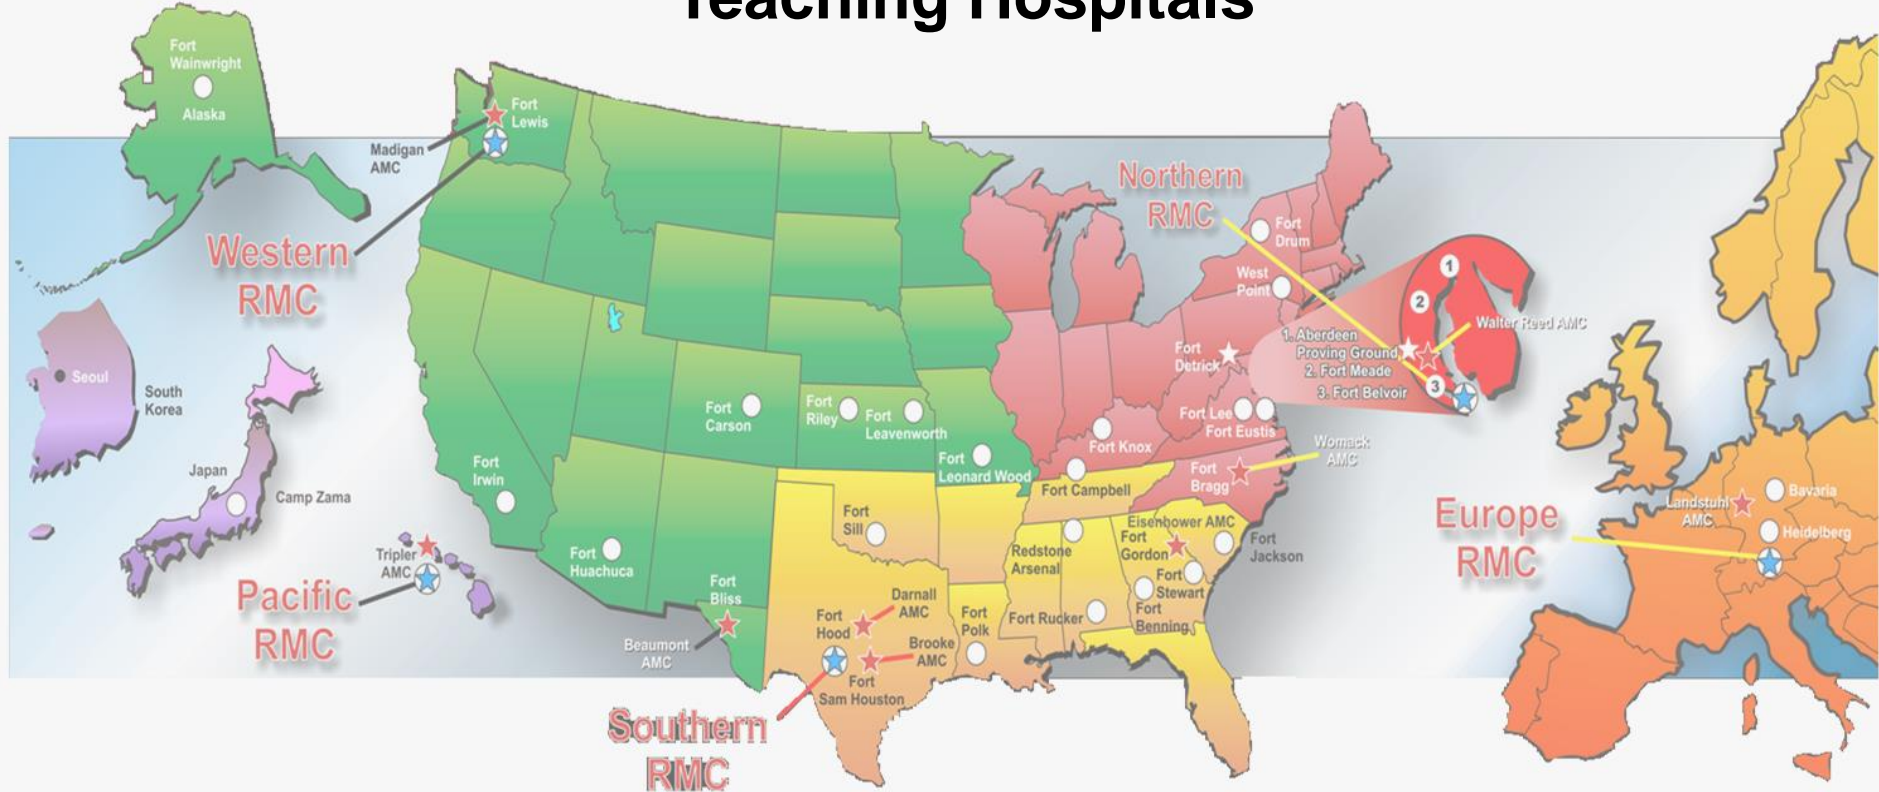 Teaching Hospitals
Fort
Wainwright
Alaska
Fort
Lewis
Madigan
AMC
Western
RMC
Northern
RMC
Fort
Drum
West
Point
1
2
3
Walter Reed AMC
1. Aberdeen
Proving Ground
2. Fort Meade
3. Fort Belvoir
Fort
Detrick
Seoul
South
Korea
Japan
Camp Zama
Fort
Carson
Fort
Riley
Fort
Leavenworth
Fort Lee
Fort Eustis
Fort Knox
Womack
AMC
Fort
Irwin
Fort
Leonard Wood
Fort
Bragg
Fort Campbell
Landstuhl
AMC
Bavaria
Heidelberg
Europe
RMC
Fort
Sill
Eisenhower AMC
Fort
Gordon
Fort
Jackson
Redstone
Arsenal
Tripler
AMC
Fort
Huachuca
Pacific
RMC
Fort
Bliss
Beaumont
AMC
Darnall
AMC
Fort
Hood
Brooke
AMC
Fort
Sam Houston
Fort
Polk
Fort Rucker
Fort
Stewart
Fort
Benning
Southern
RMC